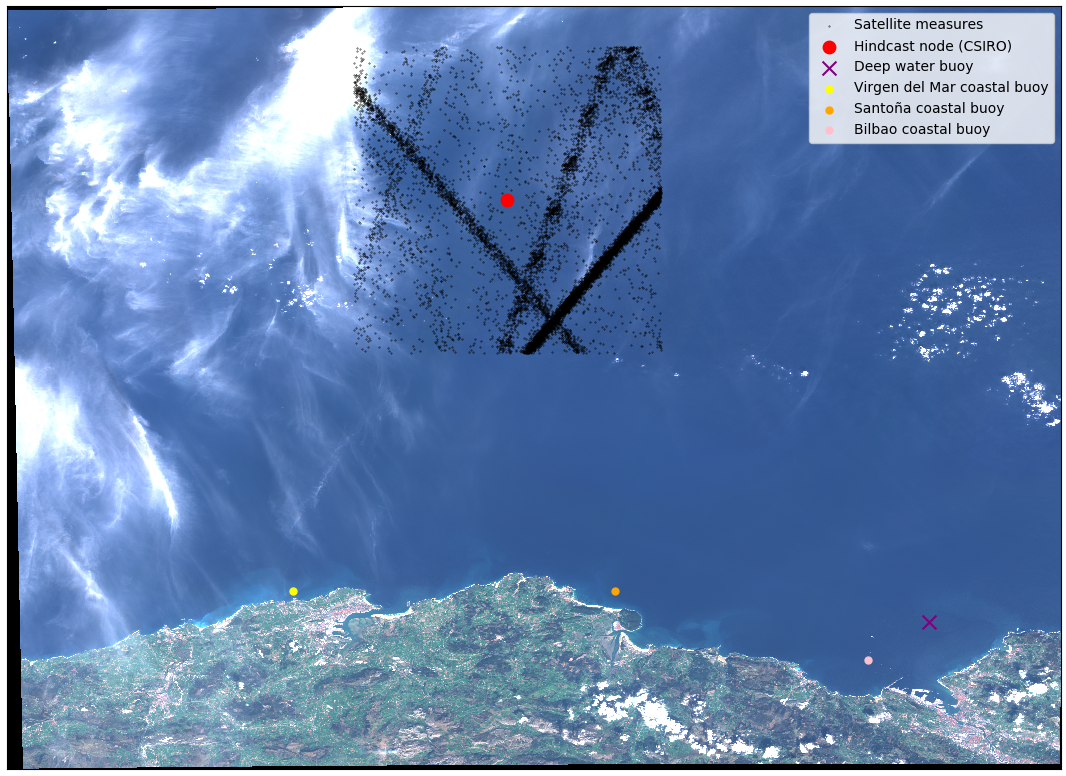 Satellite measures
Hindcast node (CSIRO)
Deep water buoy
Virgen del Mar coastal buoy
Santoña coastal buoy
Bilbao coastal buoy